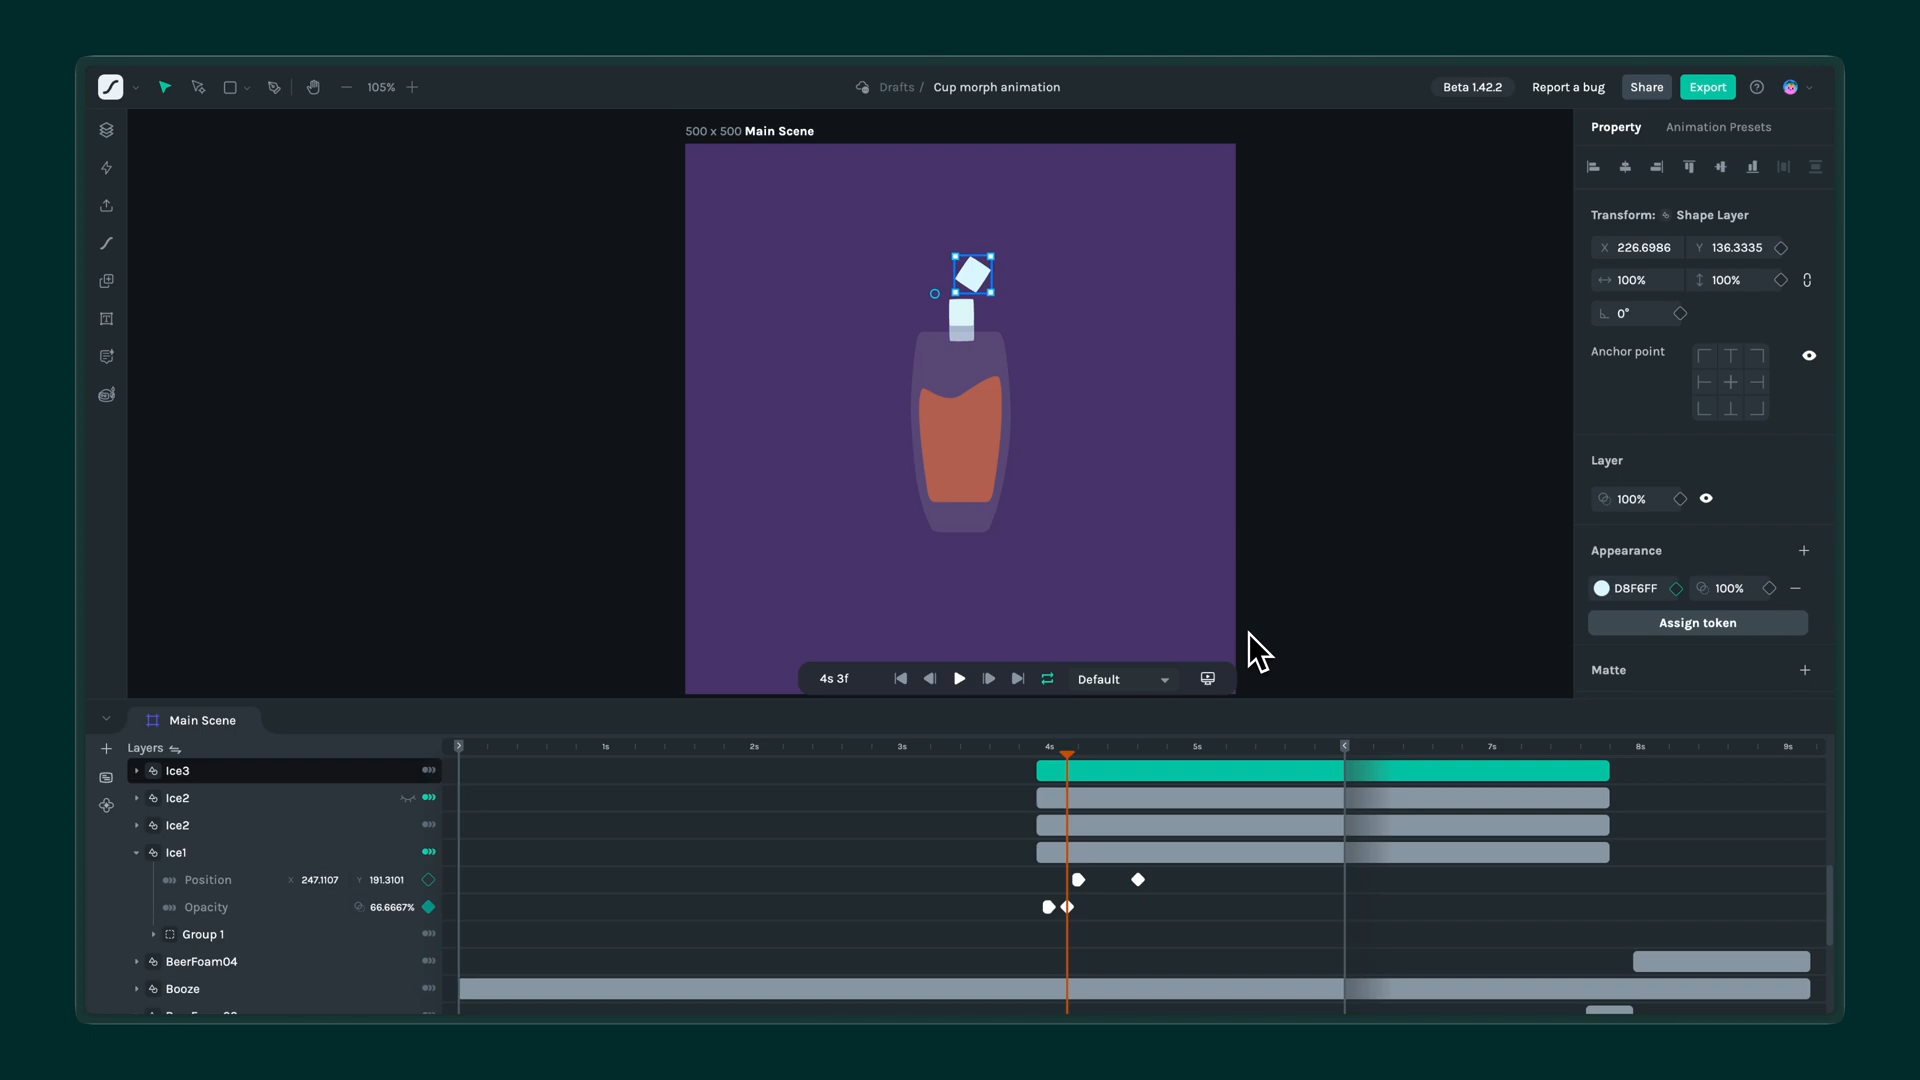 105%
Drafts / Cup morph animation
Beta 1.42.2
Report a bug
Share
Export
500 x 500 Main Scene
Property
Animation Presets
Transform: Shape Layer
X 226.6986
Y 136.3335
100%
100%
0°
Anchor point
Layer
100%
Appearance
D8F6FF
100%
Assign token
Matte
4s 3f
Default
Main Scene
Layers
1s
2s
3s
4s
5s
7s
8s
9s
Ice3
Ice2
Ice2
Ice1
Position
X 247.1107
Y 191.3101
Opacity
66.6667%
Group 1
BeerFoam04
Booze